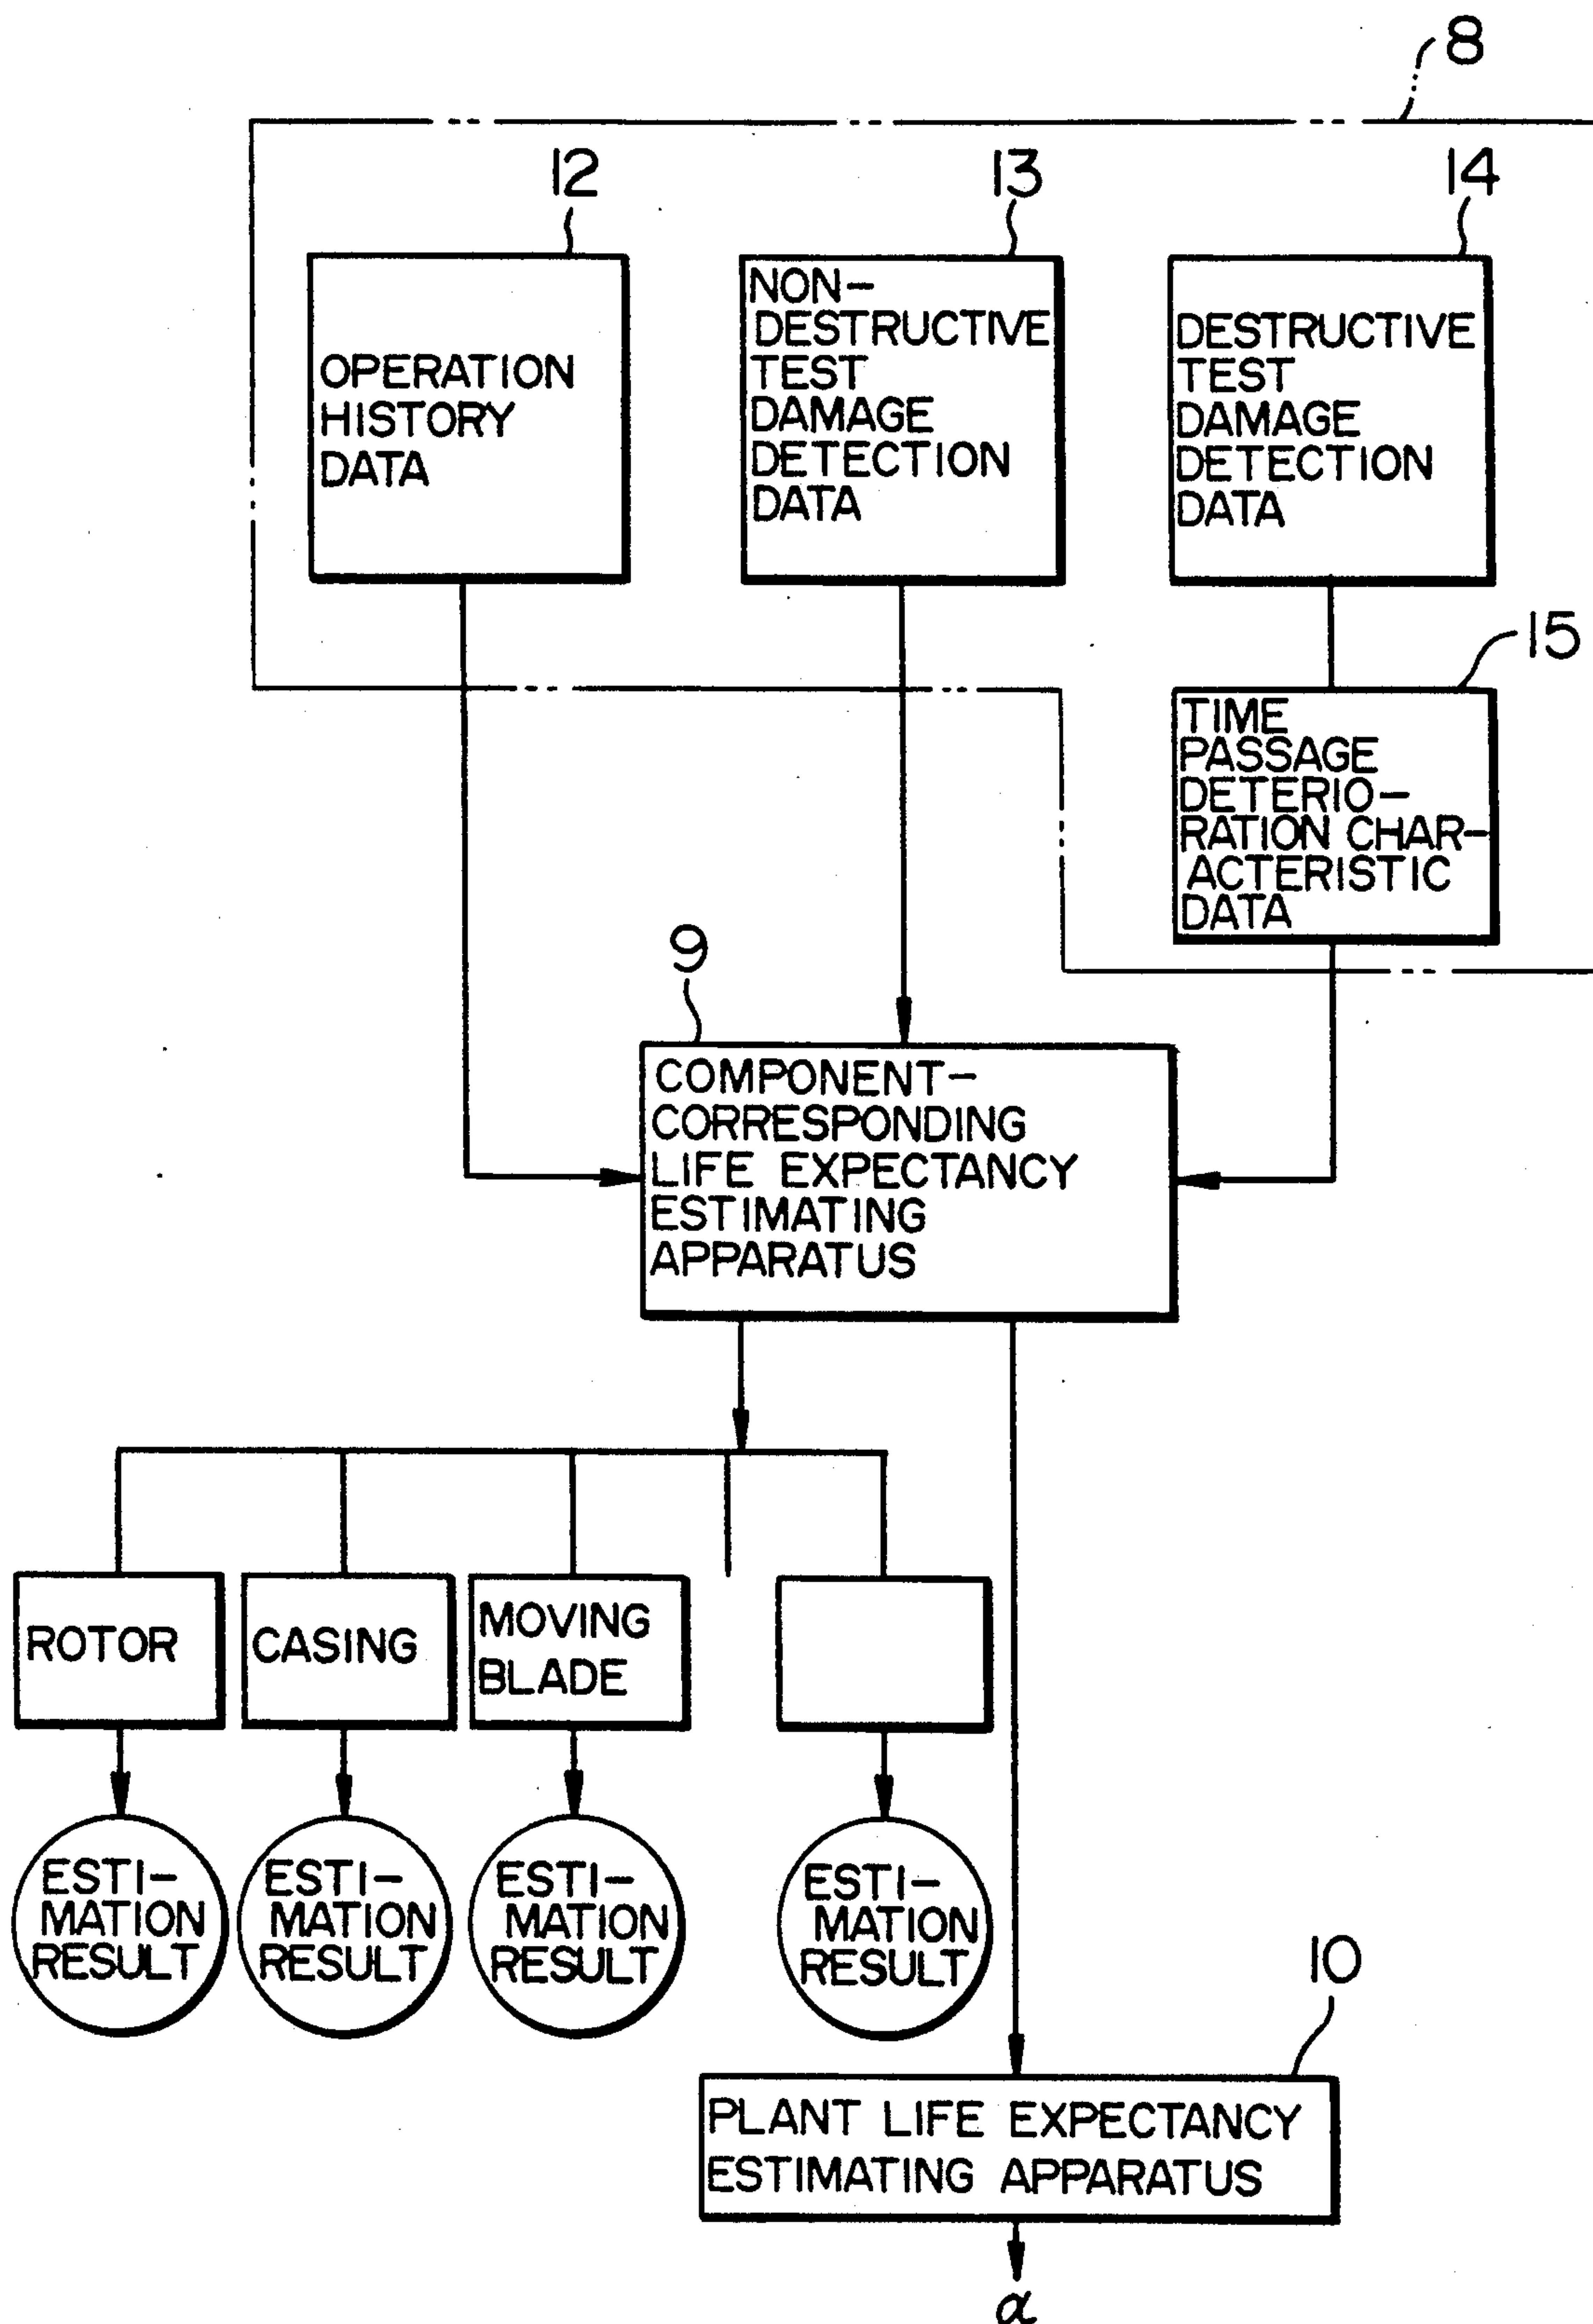 8
12
13
14
OPERATION
HISTORY
DATA
NON-
DESTRUCTIVE
TEST
DAMAGE
DETECTION
DATA
DESTRUCTIVE
TEST
DAMAGE
DETECTION
DATA
15
TIME
PASSAGE
DETERIO-
RATION CHAR-
ACTERISTIC
DATA
9
COMPONENT-
CORRESPONDING
LIFE EXPECTANCY
ESTIMATING
APPARATUS
ROTOR
CASING
MOVING
BLADE
ESTI-
MATION
RESULT
ESTI-
MATION
RESULT
ESTI-
MATION
RESULT
ESTI-
MATION
RESULT
10
PLANT LIFE EXPECTANCY
ESTIMATING APPARATUS
α